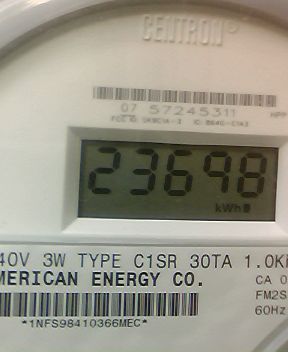 CENTRON®
07 57245311
23698
kWh
40V 3W TYPE C1SR 30TA 1.0K
MERICAN ENERGY CO.
CA 0
FM2S
60Hz
*1NFS98410366MEC*